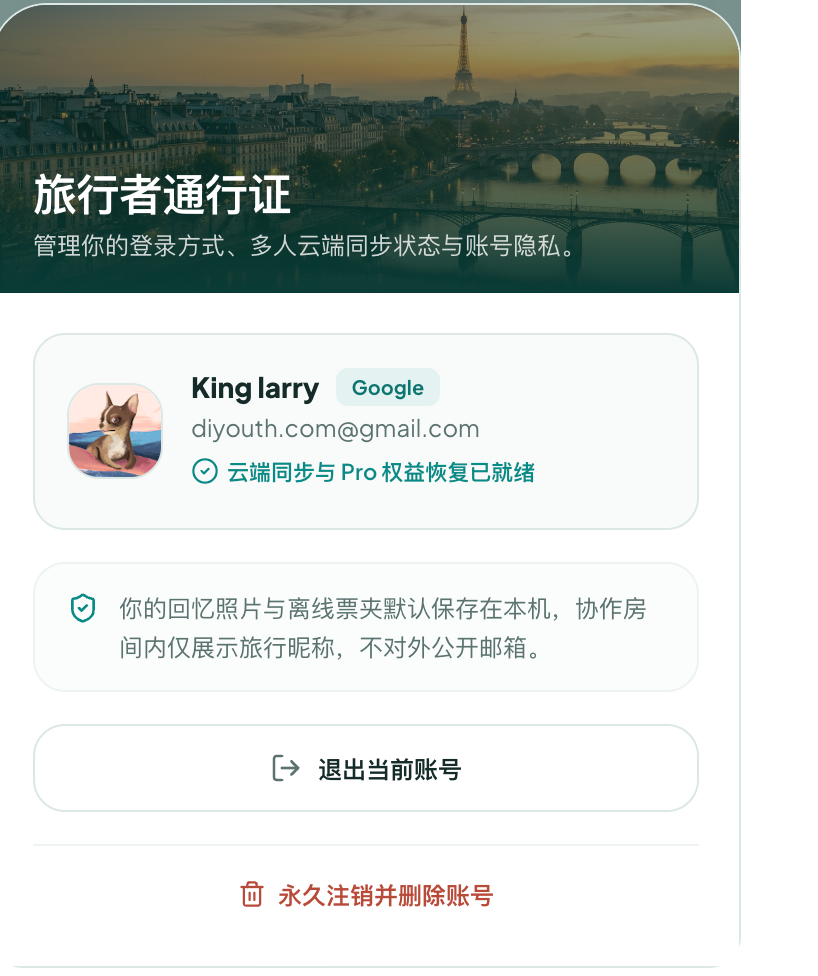 旅行者通行证
管理你的登录方式、多人云端同步状态与账号隐私。
King larry Google
diyouth.com@gmail.com
云端同步与 Pro 权益恢复已就绪
你的回忆照片与离线票夹默认保存在本机，协作房
间内仅展示旅行昵称，不对外公开邮箱。
退出当前账号
永久注销并删除账号